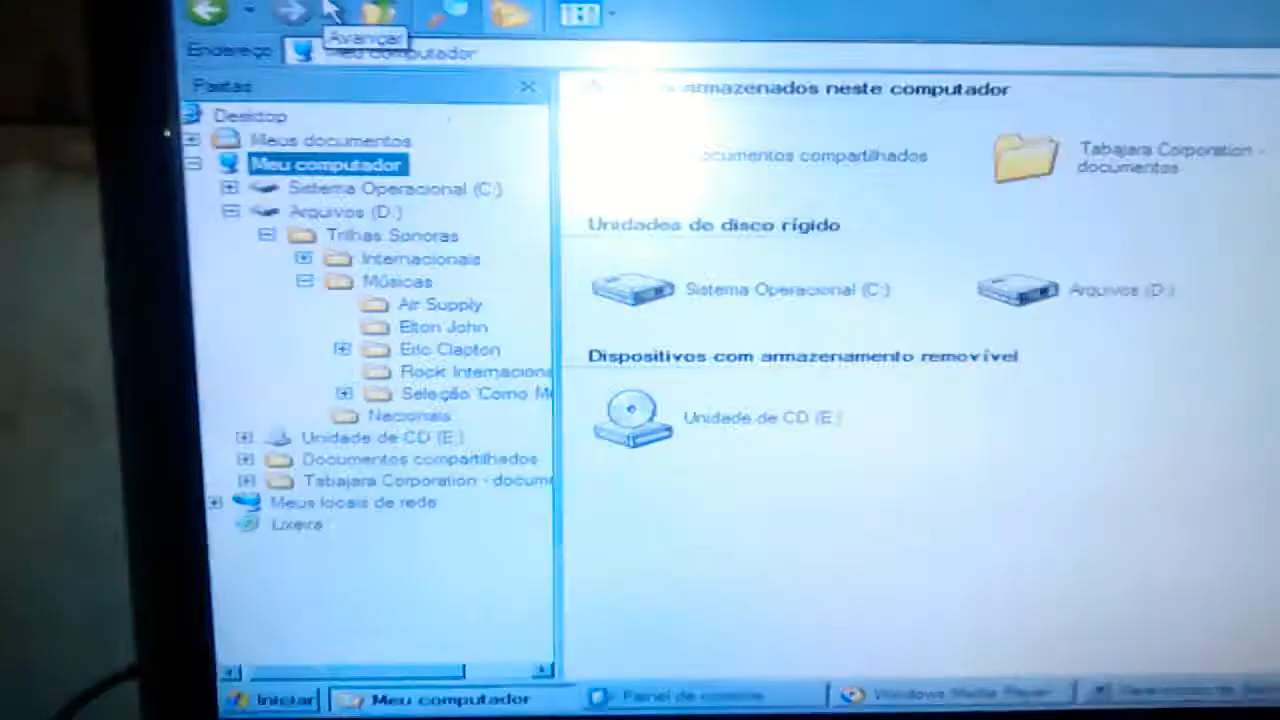 Avançar
Endereço
Meu computador
Pastas
Desktop
Meus documentos
Meu computador
Sistema Operacional (C:)
Arquivos (D:)
Trilhas Sonoras
Internacionais
Músicas
Air Supply
Elton John
Eric Clapton
Rock Internaciona
Seleção 'Como M
Nacionais
Unidade de CD (E:)
Documentos compartilhados
Tabajara Corporation - docum
Meus locais de rede
Lixeira
armazenados neste computador
ocumentos compartilhados
Tabajara Corporation -
documentos
Unidades de disco rígido
Sistema Operacional (C:)
Arquivos (D:)
Dispositivos com armazenamento removível
Unidade de CD (E:)
Iniciar
Meu computador
Painel de controle
Windows Media Player